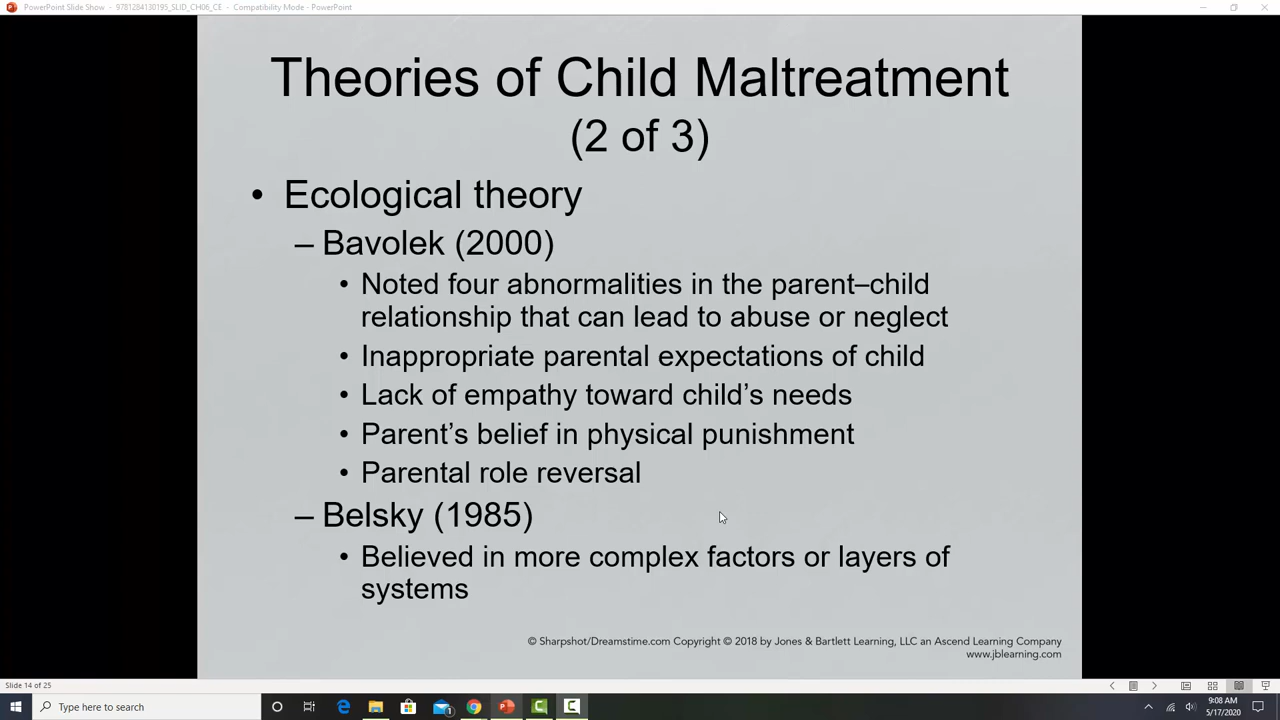 PowerPoint Slide Show - 9781284130195_SLID_CH06_CE - Compatibility Mode - PowerPoint
Theories of Child Maltreatment
(2 of 3)
• Ecological theory
– Bavolek (2000)
• Noted four abnormalities in the parent–child
relationship that can lead to abuse or neglect
• Inappropriate parental expectations of child
• Lack of empathy toward child’s needs
• Parent’s belief in physical punishment
• Parental role reversal
– Belsky (1985)
• Believed in more complex factors or layers of
systems
© Sharpshot/Dreamstime.com Copyright © 2018 by Jones & Bartlett Learning, LLC an Ascend Learning Company
www.jblearning.com
Slide 14 of 25
Type here to search
9:08 AM
5/17/2020